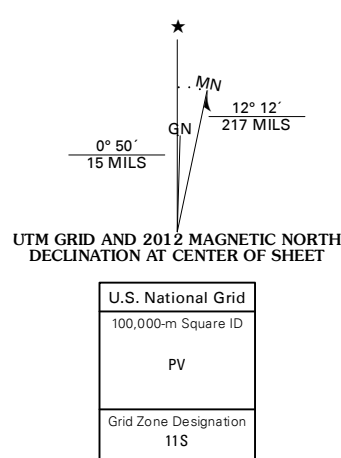 ★
MN
12° 12´
217 MILS
GN
0° 50´
15 MILS
UTM GRID AND 2012 MAGNETIC NORTH
DECLINATION AT CENTER OF SHEET
U.S. National Grid
100,000-m Square ID
PV
Grid Zone Designation
11S